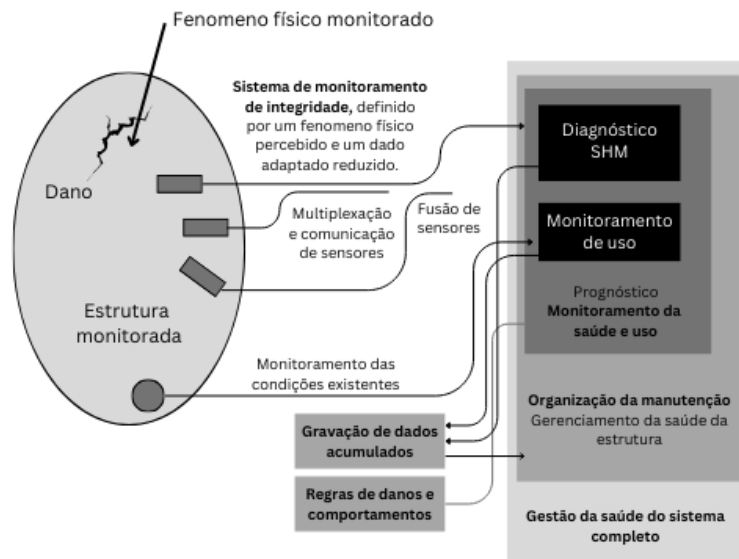 Fenomeno físico monitorado
Sistema de monitoramento
de integridade, definido
por um fenomeno físico
percebido e um dado
adaptado reduzido.
Dano
Multiplexação
e comunicação
de sensores
Fusão de
sensores
Estrutura
monitorada
Monitoramento das
condições existentes
Diagnóstico
SHM
Monitoramento
de uso
Prognóstico
Monitoramento da
saúde e uso
Organização da manutenção
Gerenciamento da saúde da
estrutura
Gravação de dados
acumulados
Regras de danos e
comportamentos
Gestão da saúde do sistema
completo